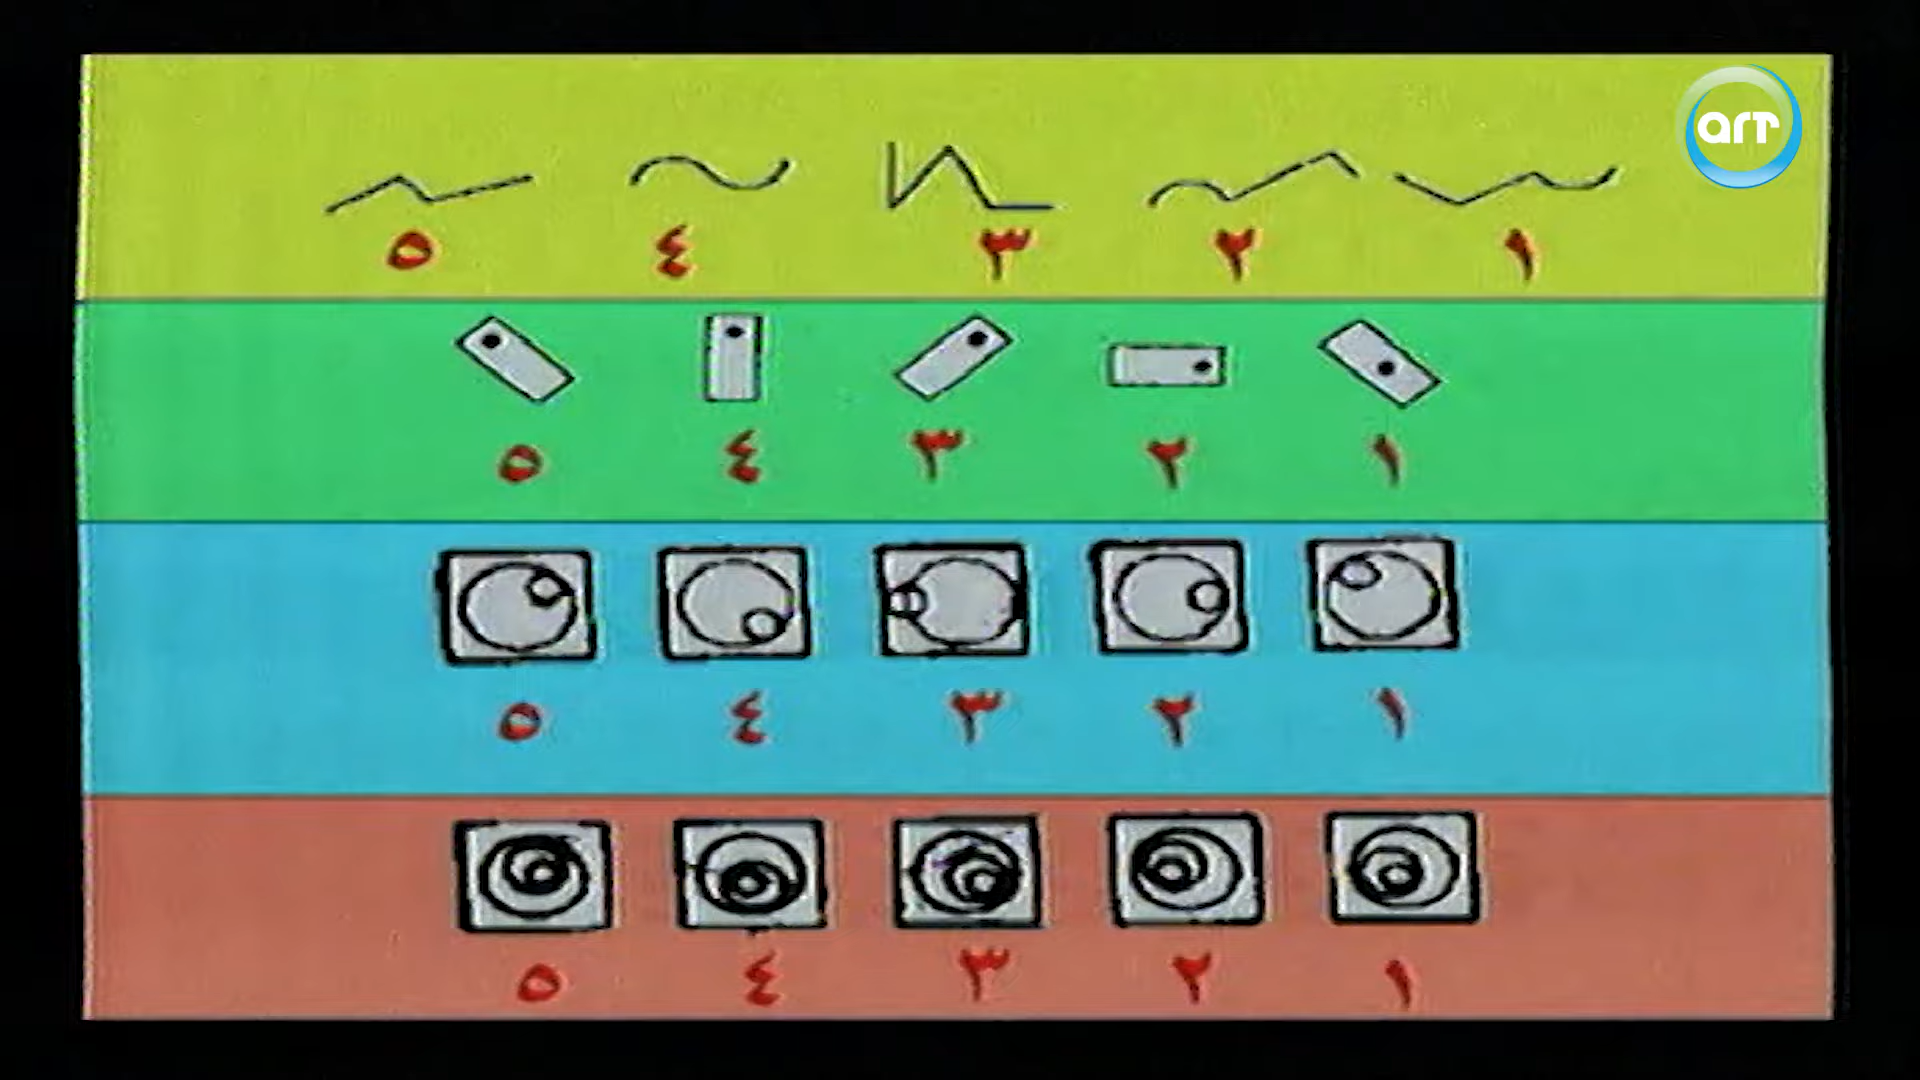 art
١ ٢ ٣ ٤ ٥
١ ٢ ٣ ٤ ٥
١ ٢ ٣ ٤ ٥
١ ٢ ٣ ٤ ٥